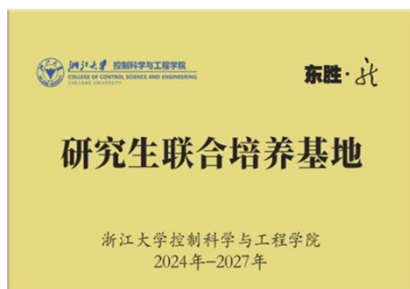 浙江大学 控制科学与工程学院
COLLEGE OF CONTROL SCIENCE AND ENGINEERING
ZHEJIANG UNIVERSITY
东胜·
研究生联合培养基地
浙江大学控制科学与工程学院
2024年-2027年